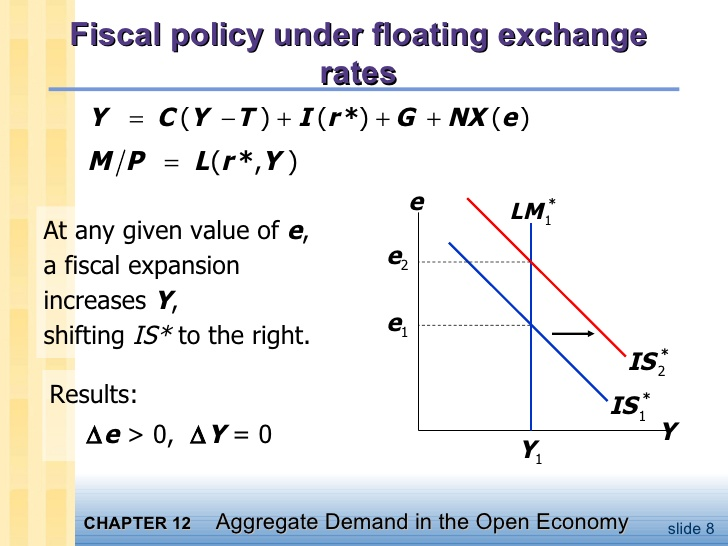 Fiscal policy under floating exchange
rates
Y = C(Y − T) + I(r*) + G + NX(e)
M/P = L(r*,Y)
At any given value of e,
a fiscal expansion
increases Y,
shifting IS* to the right.
Results:
Δe > 0, ΔY = 0
e
LM₁*
e₂
e₁
IS₂*
IS₁*
Y
Y₁
CHAPTER 12 Aggregate Demand in the Open Economy
slide 8